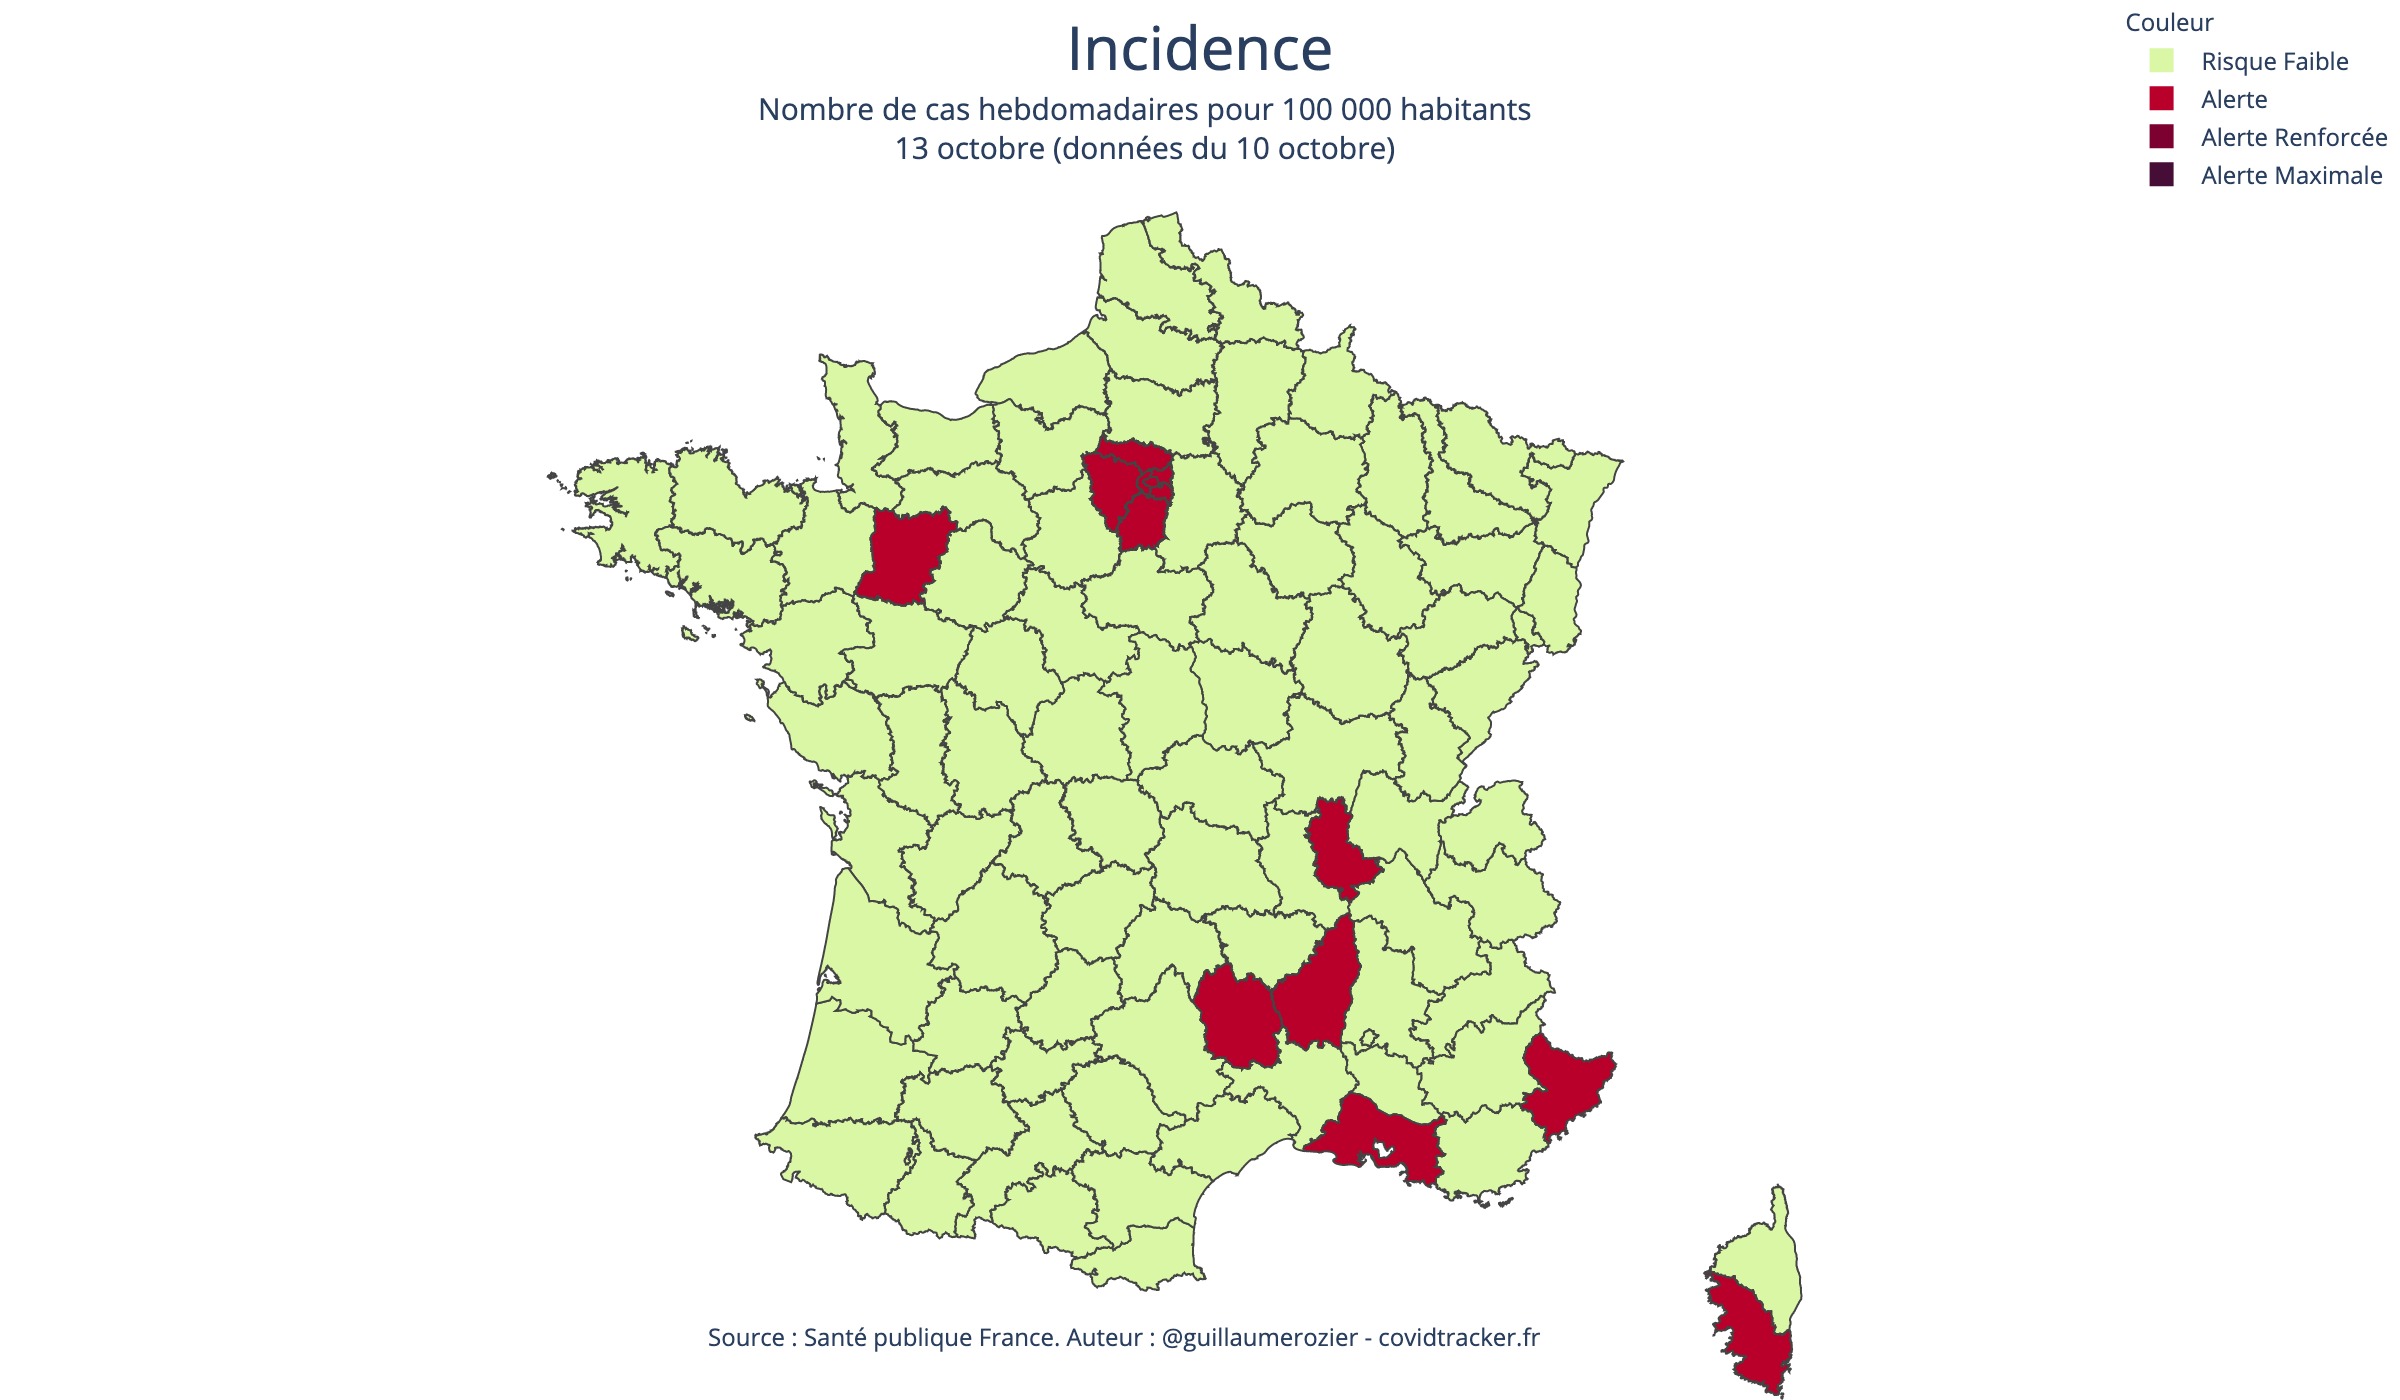 Incidence
Nombre de cas hebdomadaires pour 100 000 habitants
13 octobre (données du 10 octobre)
Couleur
Risque Faible
Alerte
Alerte Renforcée
Alerte Maximale
Source : Santé publique France. Auteur : @guillaumerozier - covidtracker.fr